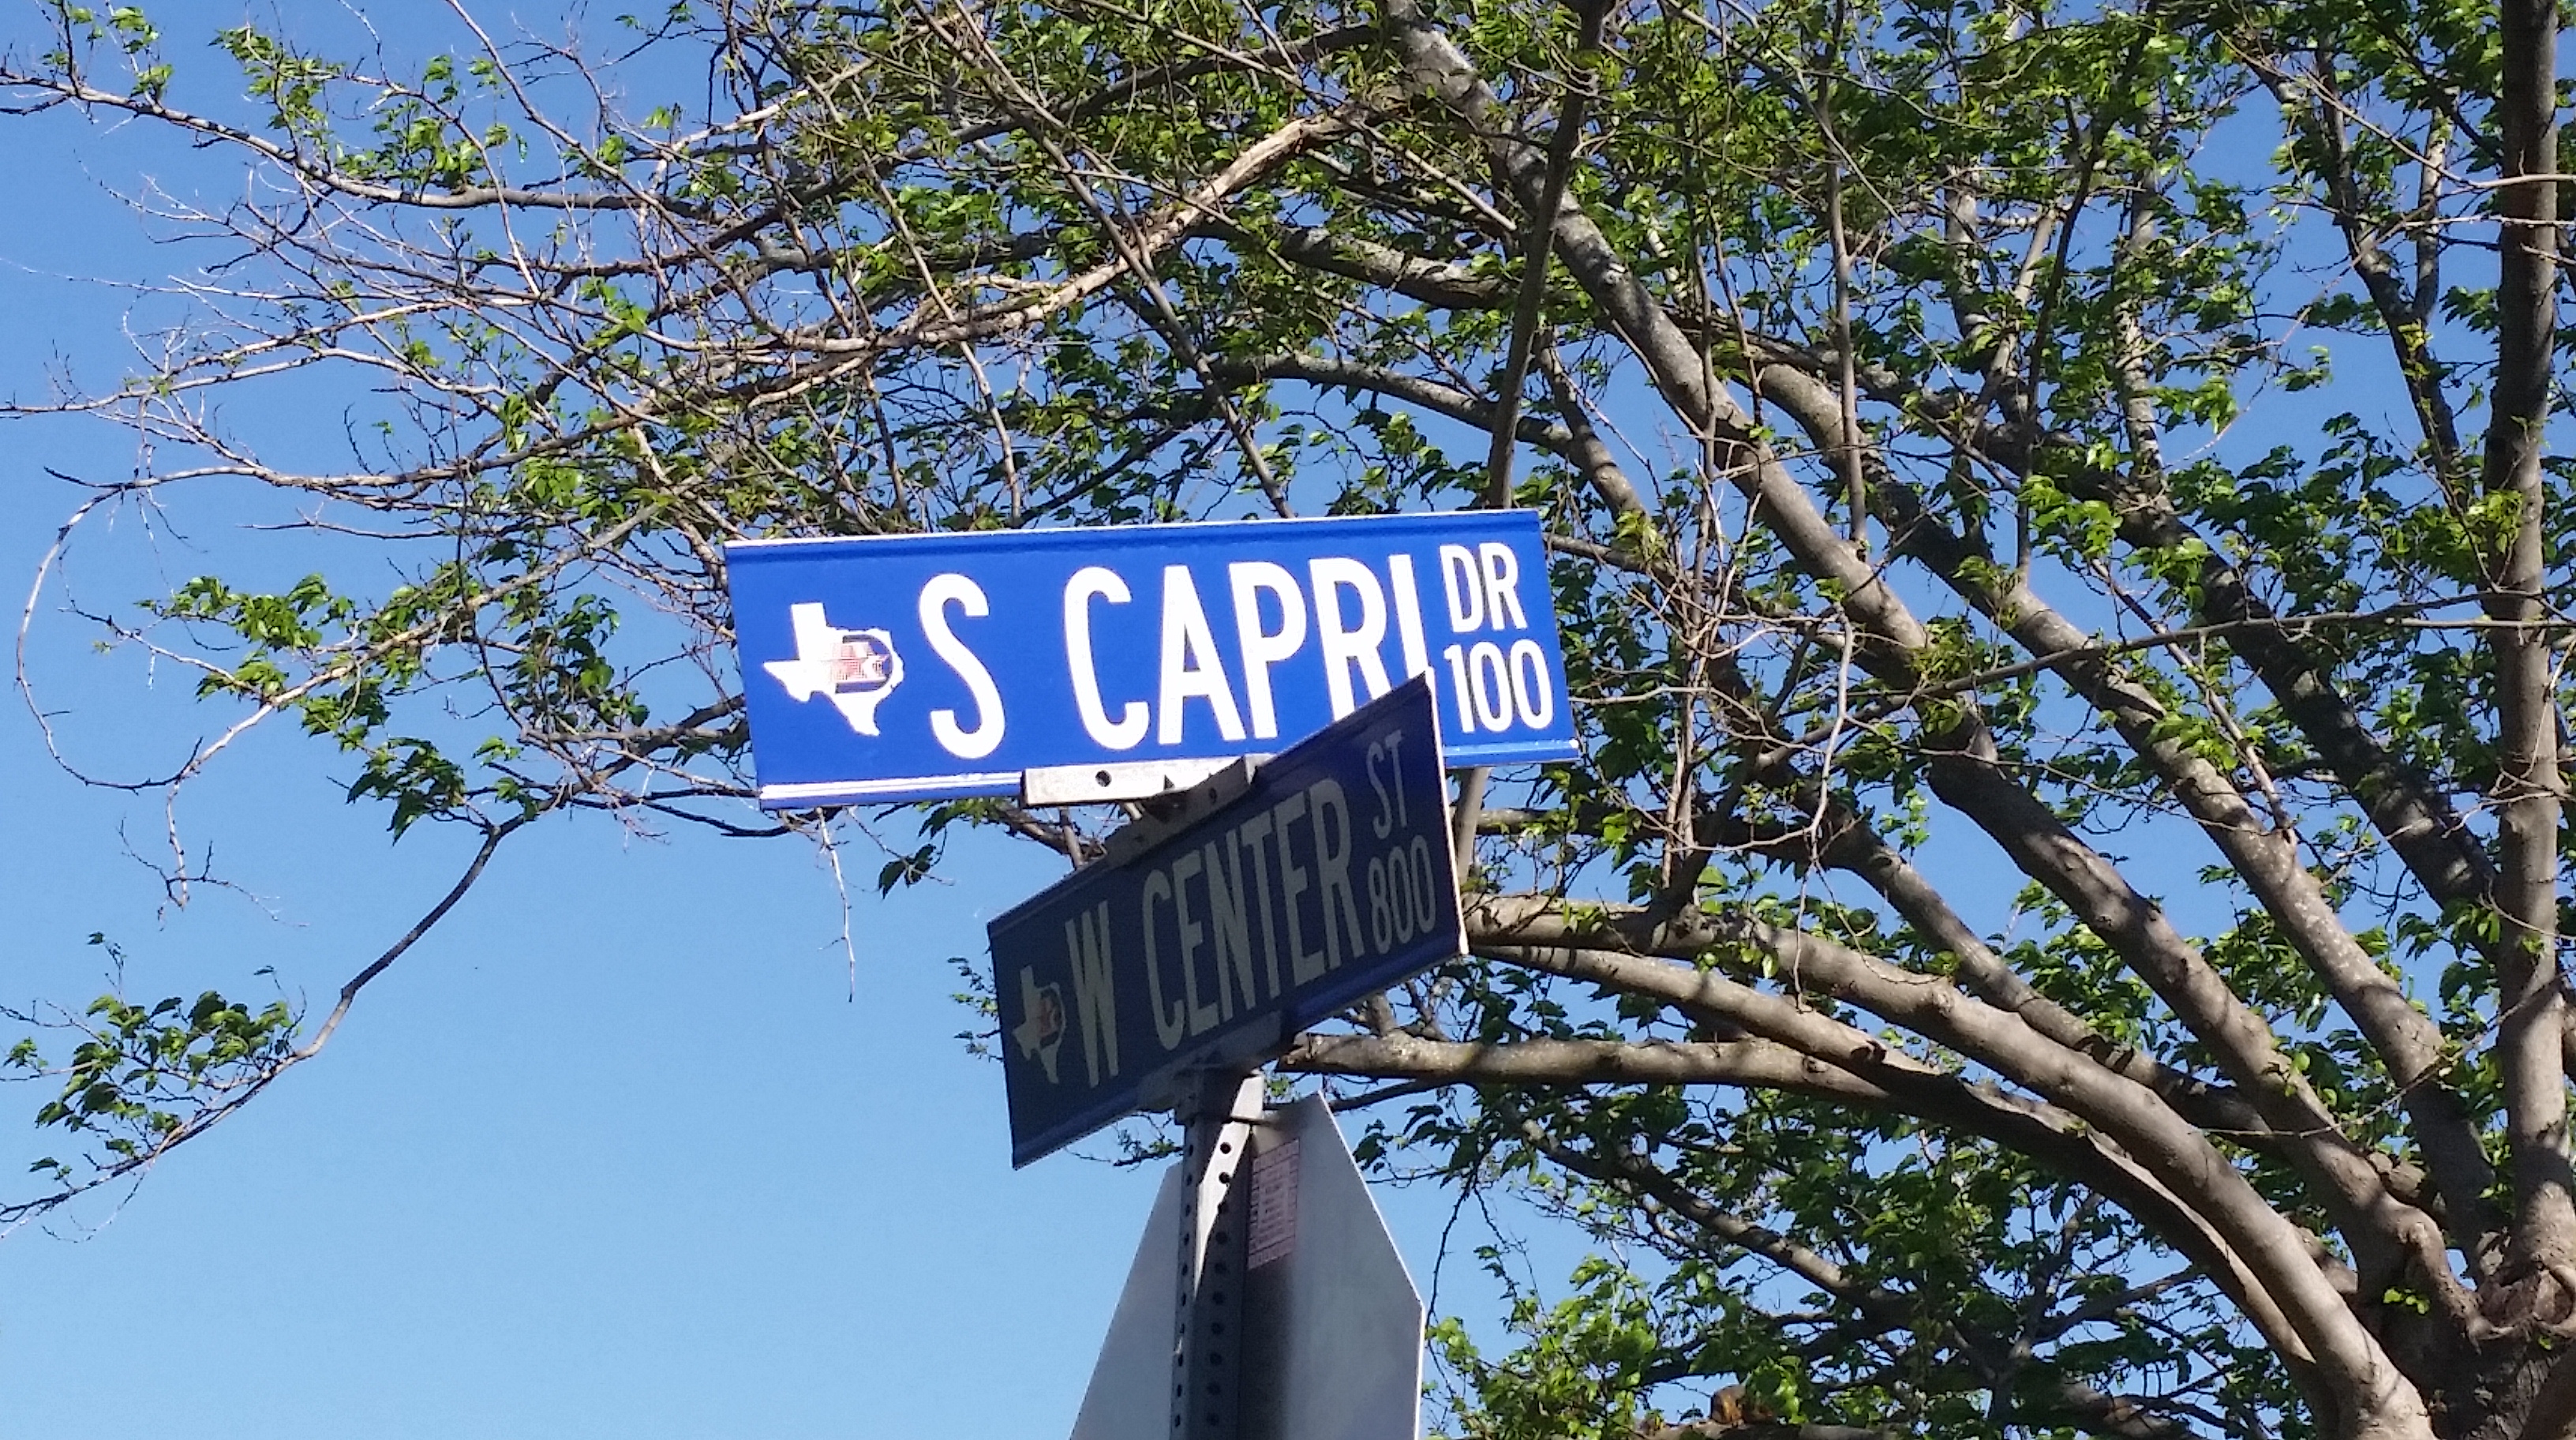 S CAPRI DR
100
W CENTER ST
800